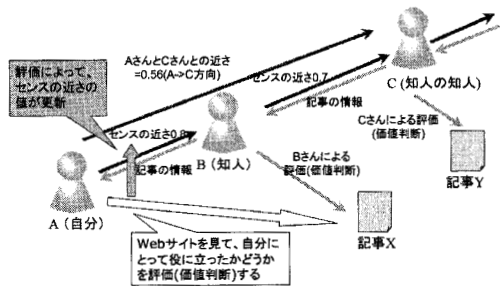 AさんとCさんとの近さ
=0.56(A->C方向)
評価によって、
センスの近さの
値が更新
センスの近さ0.7
C (知人の知人)
記事の情報
Cさんによる評価
(価値判断)
センスの近さ0.8
B (知人)
記事の情報
Bさんによる
評価(価値判断)
記事Y
A (自分)
記事X
Webサイトを見て、自分に
とって役に立ったかどうか
を評価(価値判断)する